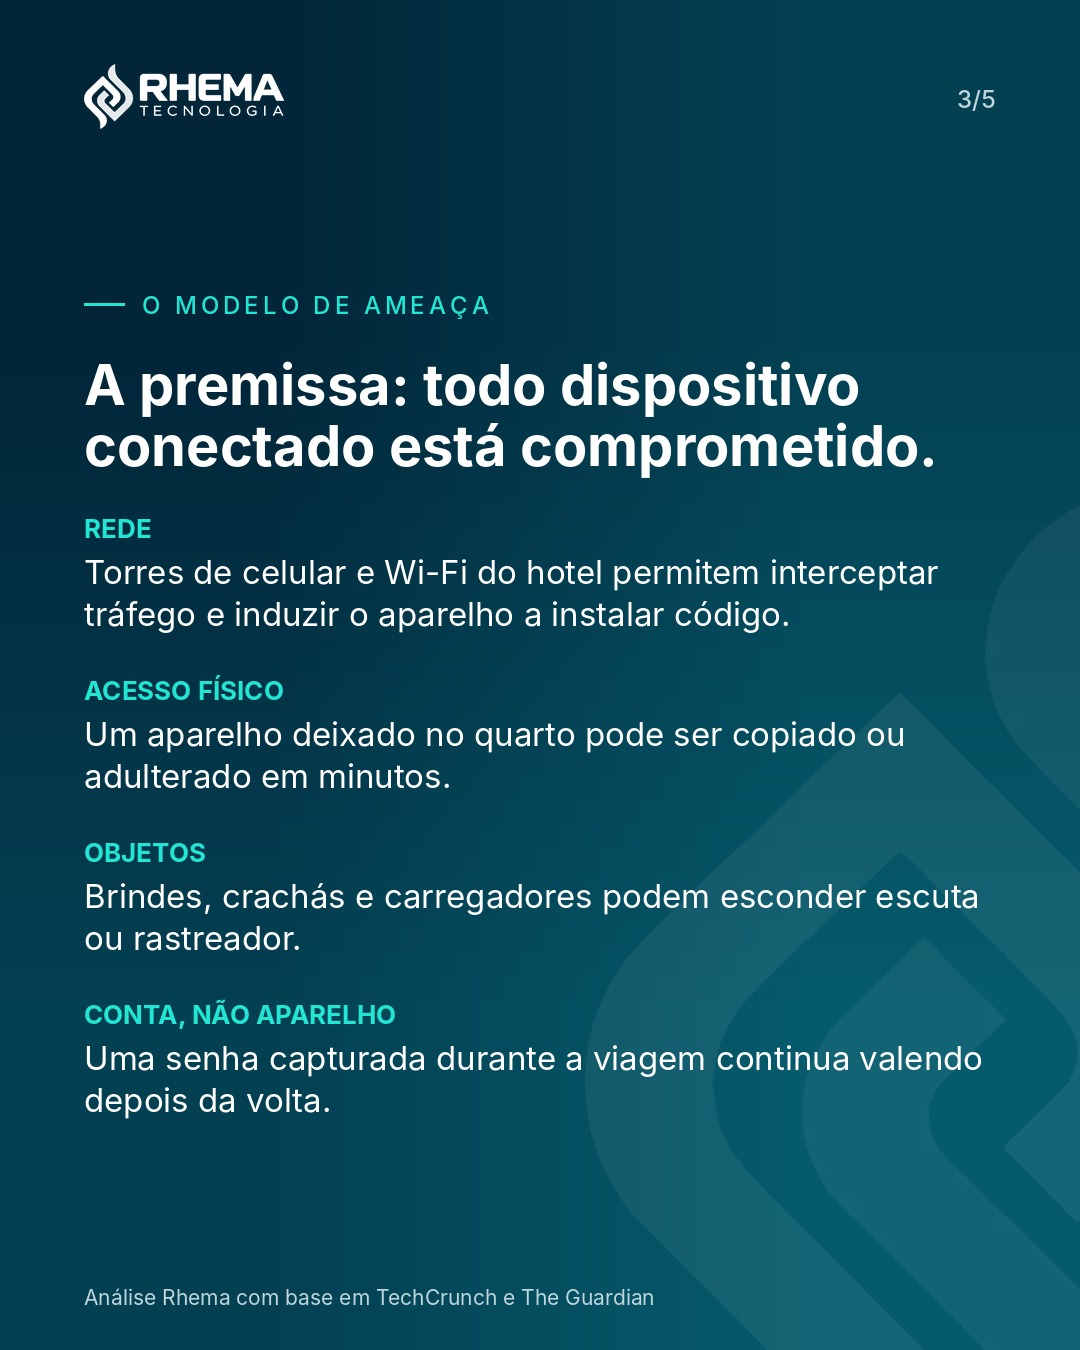 RHEMA
TECNOLOGIA
3/5
O MODELO DE AMEAÇA
A premissa: todo dispositivo
conectado está comprometido.
REDE
Torres de celular e Wi-Fi do hotel permitem interceptar
tráfego e induzir o aparelho a instalar código.
ACESSO FÍSICO
Um aparelho deixado no quarto pode ser copiado ou
adulterado em minutos.
OBJETOS
Brindes, crachás e carregadores podem esconder escuta
ou rastreador.
CONTA, NÃO APARELHO
Uma senha capturada durante a viagem continua valendo
depois da volta.
Análise Rhema com base em TechCrunch e The Guardian